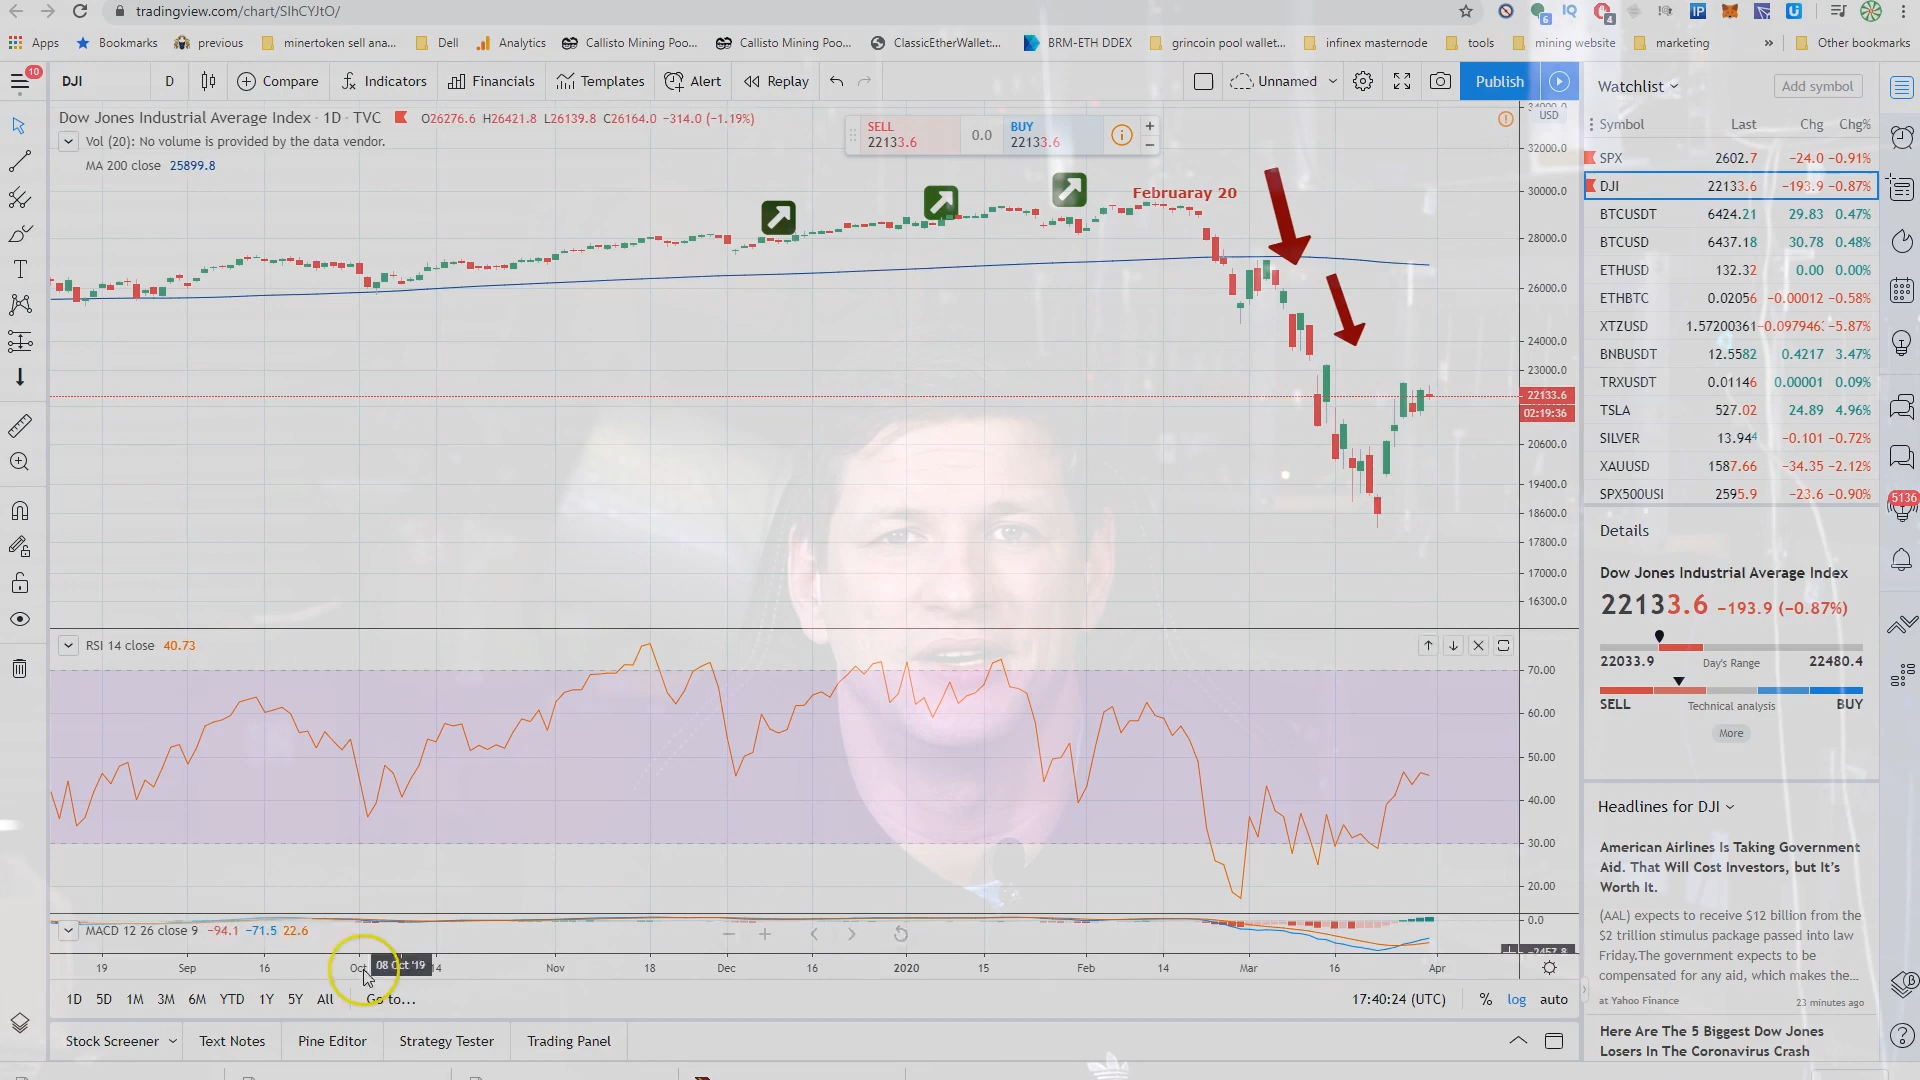 tradingview.com/chart/SIhCYJtO/
6
4
Apps
Bookmarks
previous
minertoken sell ana...
Dell
Analytics
Callisto Mining Poo...
Callisto Mining Poo...
ClassicEtherWallet:...
BRM-ETH DDEX
grincoin pool wallet...
infinex masternode
tools
mining website
marketing
»
Other bookmarks
10
DJI
D
Compare
Indicators
Financials
Templates
Alert
Replay
Unnamed
Publish
Dow Jones Industrial Average Index · 1D · TVC
O26276.6 H26421.8 L26139.8 C26164.0 −314.0 (−1.19%)
Vol (20): No volume is provided by the data vendor.
MA 200 close 25899.8
SELL
22133.6
0.0
BUY
22133.6
Februaray 20
34000.0
USD
32000.0
30000.0
28000.0
26000.0
24000.0
23000.0
22133.6
02:19:36
20600.0
19400.0
18600.0
17800.0
17000.0
16300.0
RSI 14 close 40.73
70.00
60.00
50.00
40.00
30.00
20.00
MACD 12 26 close 9 −94.1 −71.5 22.6
0.0
−2457.8
19
Sep
16
Oct
08 Oct '19
14
Nov
18
Dec
16
2020
15
Feb
14
Mar
16
Apr
1D
5D
1M
3M
6M
YTD
1Y
5Y
All
Go to...
17:40:24 (UTC)
%
log
auto
Stock Screener
Text Notes
Pine Editor
Strategy Tester
Trading Panel
Watchlist
Add symbol
Symbol Last Chg Chg%
SPX 2602.7 −24.0 −0.91%
DJI 22133.6 −193.9 −0.87%
BTCUSDT 6424.21 29.83 0.47%
BTCUSD 6437.18 30.78 0.48%
ETHUSD 132.32 0.00 0.00%
ETHBTC 0.02056 −0.00012 −0.58%
XTZUSD 1.57200361 −0.097946 −5.87%
BNBUSDT 12.5582 0.4217 3.47%
TRXUSDT 0.01146 0.00001 0.09%
TSLA 527.02 24.89 4.96%
SILVER 13.944 −0.101 −0.72%
XAUUSD 1587.66 −34.35 −2.12%
SPX500USI 2595.9 −23.6 −0.90%
5136
Details
Dow Jones Industrial Average Index
22133.6 −193.9 (−0.87%)
22033.9 Day's Range 22480.4
SELL Technical analysis BUY
More
Headlines for DJI
American Airlines Is Taking Government
Aid. That Will Cost Investors, but It's
Worth It.
(AAL) expects to receive $12 billion from the
$2 trillion stimulus package passed into law
Friday.The government expects to be
compensated for any aid, which makes the...
at Yahoo Finance
23 minutes ago
Here Are The 5 Biggest Dow Jones
Losers In The Coronavirus Crash